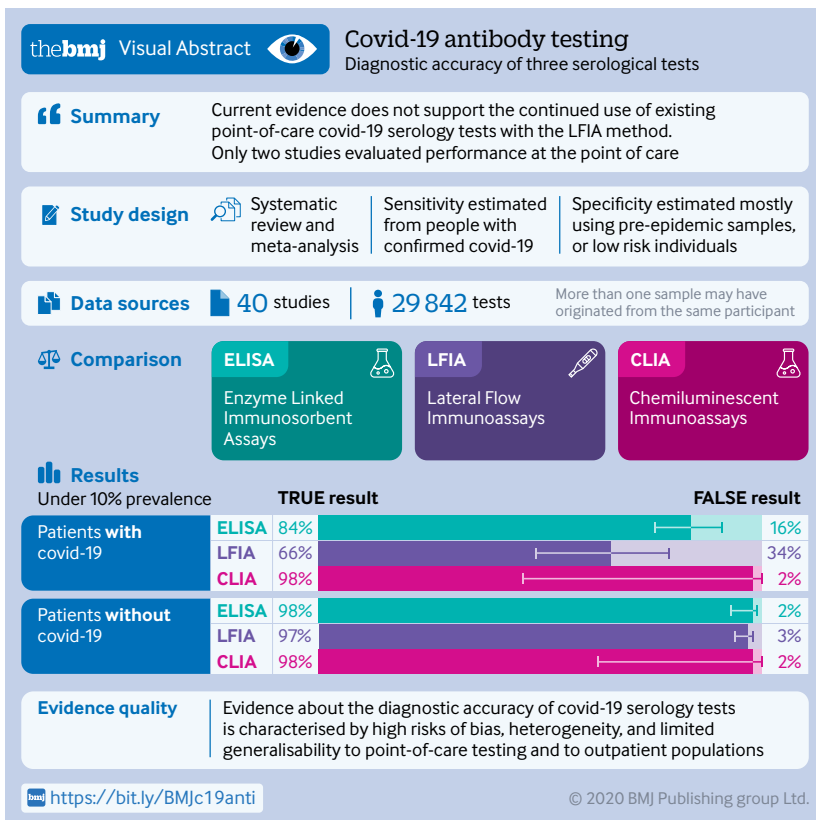 thebmj Visual Abstract
Covid-19 antibody testing
Diagnostic accuracy of three serological tests
Summary
Current evidence does not support the continued use of existing
point-of-care covid-19 serology tests with the LFIA method.
Only two studies evaluated performance at the point of care
Study design
Systematic
review and
meta-analysis
Sensitivity estimated
from people with
confirmed covid-19
Specificity estimated mostly
using pre-epidemic samples,
or low risk individuals
Data sources
40 studies
29 842 tests
More than one sample may have
originated from the same participant
Comparison
ELISA
Enzyme Linked
Immunosorbent
Assays
LFIA
Lateral Flow
Immunoassays
CLIA
Chemiluminescent
Immunoassays
Results
Under 10% prevalence
TRUE result
FALSE result
Patients with
covid-19
ELISA 84% 16%
LFIA 66% 34%
CLIA 98% 2%
Patients without
covid-19
ELISA 98% 2%
LFIA 97% 3%
CLIA 98% 2%
Evidence quality
Evidence about the diagnostic accuracy of covid-19 serology tests
is characterised by high risks of bias, heterogeneity, and limited
generalisability to point-of-care testing and to outpatient populations
bmj https://bit.ly/BMJc19anti
© 2020 BMJ Publishing group Ltd.